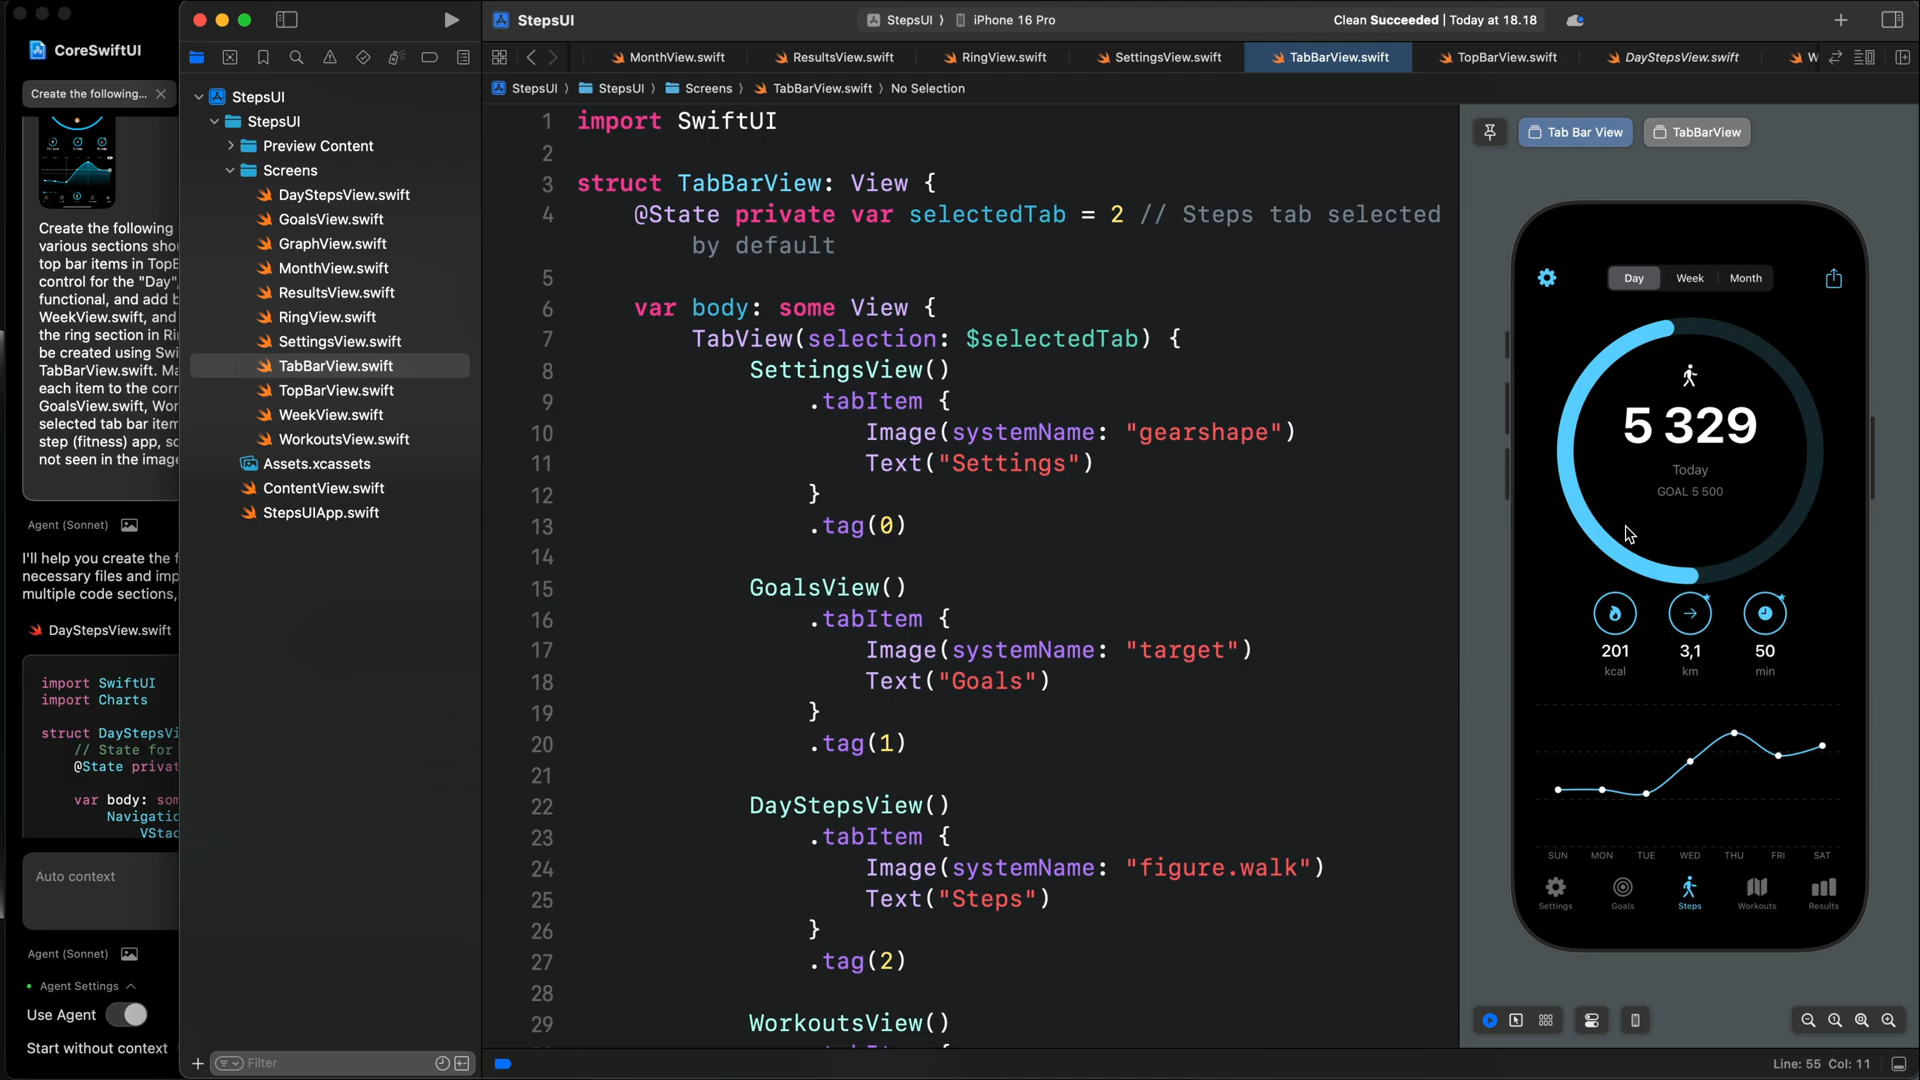 CoreSwiftUI
Create the following...
Create the following
various sections sho
top bar items in TopB
control for the "Day",
functional, and add b
WeekView.swift, and
the ring section in Ri
be created using Swi
TabBarView.swift. Ma
each item to the corr
GoalsView.swift, Wor
selected tab bar item
step (fitness) app, so
not seen in the image
Agent (Sonnet)
I'll help you create the f
necessary files and imp
multiple code sections,
DayStepsView.swift
import SwiftUI
import Charts
struct DayStepsVi
// State for
@State privat
var body: som
Navigatio
VStac
Auto context
Agent (Sonnet)
Agent Settings
Use Agent
Start without context
StepsUI
StepsUI
Preview Content
Screens
DayStepsView.swift
GoalsView.swift
GraphView.swift
MonthView.swift
ResultsView.swift
RingView.swift
SettingsView.swift
TabBarView.swift
TopBarView.swift
WeekView.swift
WorkoutsView.swift
Assets.xcassets
ContentView.swift
StepsUIApp.swift
Filter
StepsUI
StepsUI ⟩ iPhone 16 Pro
Clean Succeeded | Today at 18.18
MonthView.swift
ResultsView.swift
RingView.swift
SettingsView.swift
TabBarView.swift
TopBarView.swift
DayStepsView.swift
W
StepsUI ⟩ StepsUI ⟩ Screens ⟩ TabBarView.swift ⟩ No Selection
1 import SwiftUI
2
3 struct TabBarView: View {
4 @State private var selectedTab = 2 // Steps tab selected
by default
5
6 var body: some View {
7 TabView(selection: $selectedTab) {
8 SettingsView()
9 .tabItem {
10 Image(systemName: "gearshape")
11 Text("Settings")
12 }
13 .tag(0)
14
15 GoalsView()
16 .tabItem {
17 Image(systemName: "target")
18 Text("Goals")
19 }
20 .tag(1)
21
22 DayStepsView()
23 .tabItem {
24 Image(systemName: "figure.walk")
25 Text("Steps")
26 }
27 .tag(2)
28
29 WorkoutsView()
Tab Bar View
TabBarView
Day Week Month
5 329
Today
GOAL 5 500
201 3,1 50
kcal km min
SUN MON TUE WED THU FRI SAT
Settings Goals Steps Workouts Results
Line: 55 Col: 11